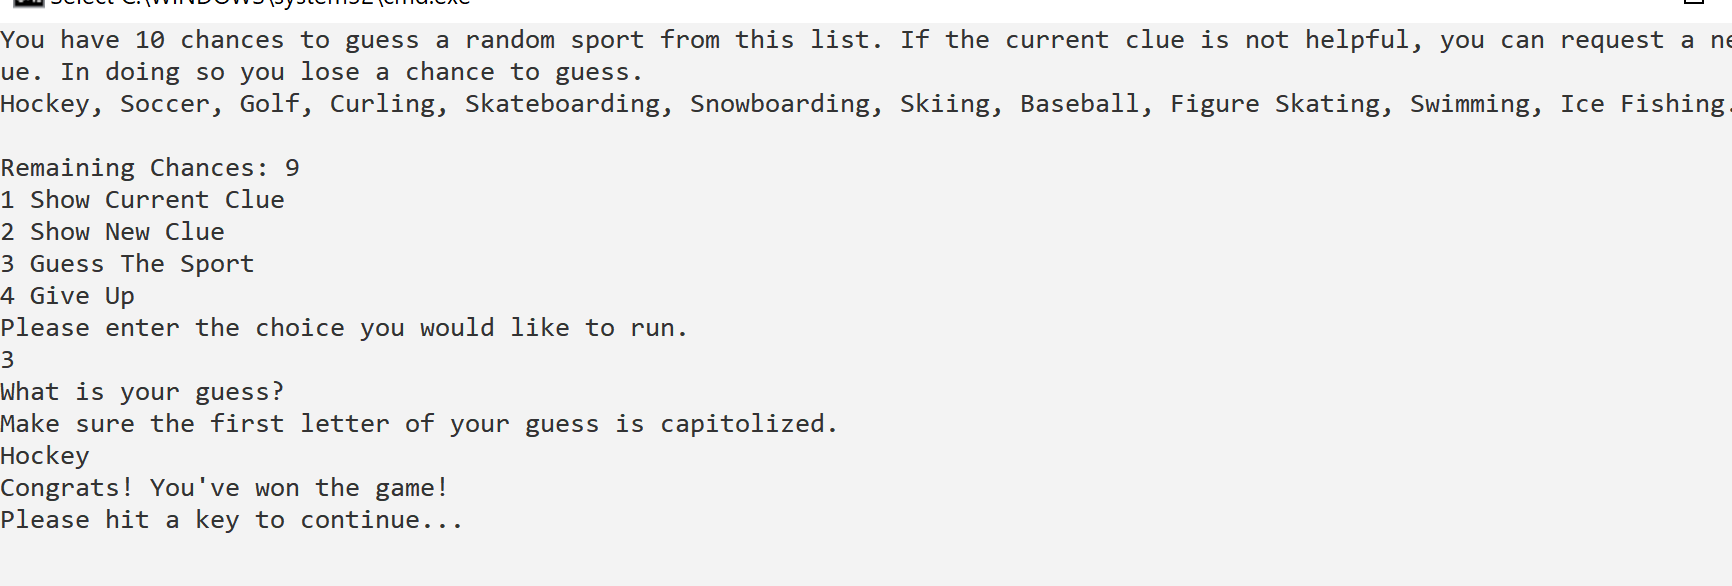 Select C:\WINDOWS\system32\cmd.exe
You have 10 chances to guess a random sport from this list. If the current clue is not helpful, you can request a ne
ue. In doing so you lose a chance to guess.
Hockey, Soccer, Golf, Curling, Skateboarding, Snowboarding, Skiing, Baseball, Figure Skating, Swimming, Ice Fishing.
Remaining Chances: 9
1 Show Current Clue
2 Show New Clue
3 Guess The Sport
4 Give Up
Please enter the choice you would like to run.
3
What is your guess?
Make sure the first letter of your guess is capitolized.
Hockey
Congrats! You've won the game!
Please hit a key to continue...